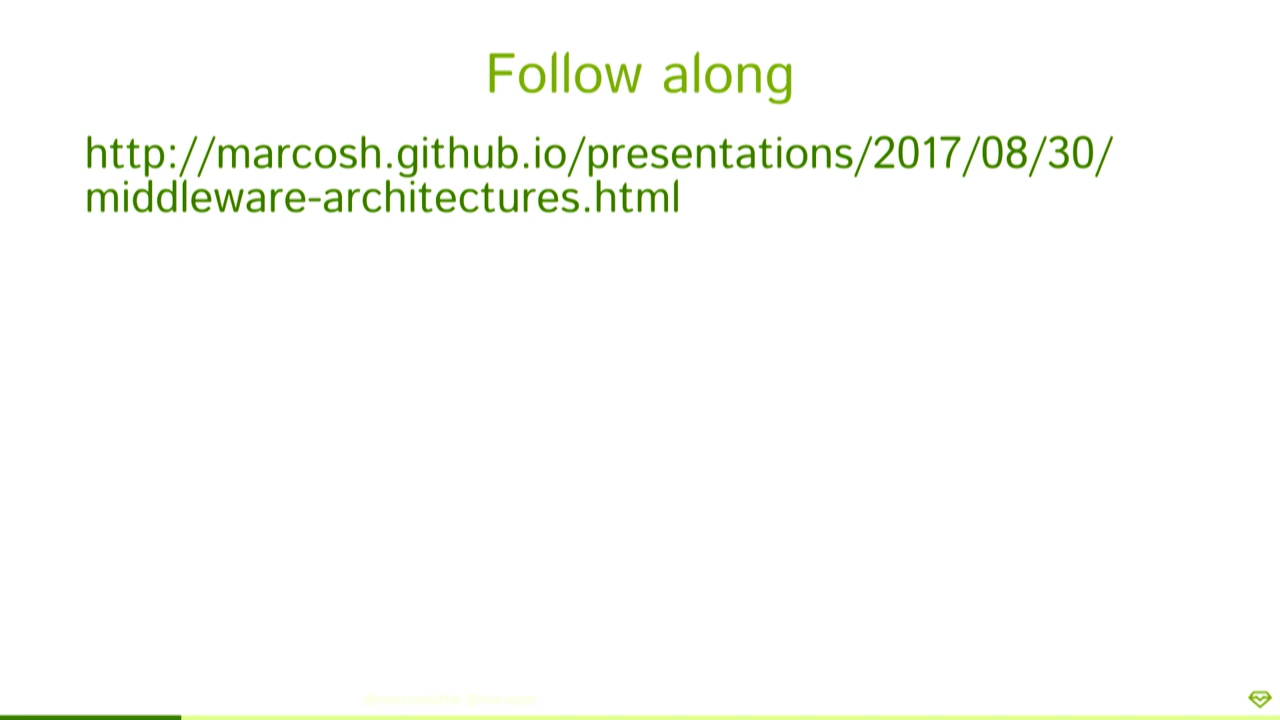 Follow along
http://marcosh.github.io/presentations/2017/08/30/
middleware-architectures.html